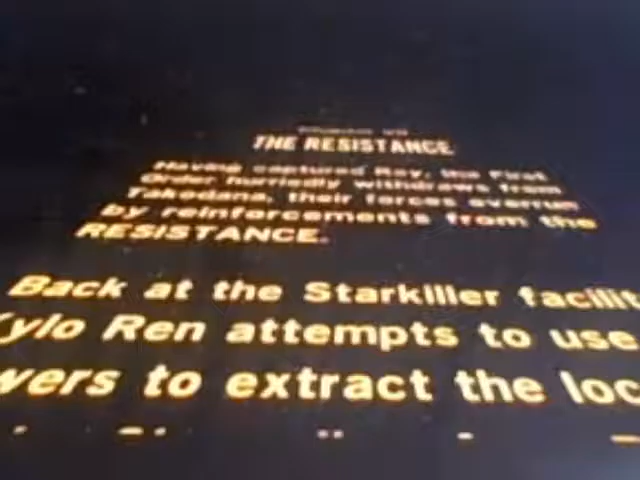 THE RESISTANCE
Having captured Rey, the First
Order hurriedly withdraws from
Takodana, their forces overrun
by reinforcements from the
RESISTANCE.
Back at the Starkiller facilit
Kylo Ren attempts to use
wers to extract the loc